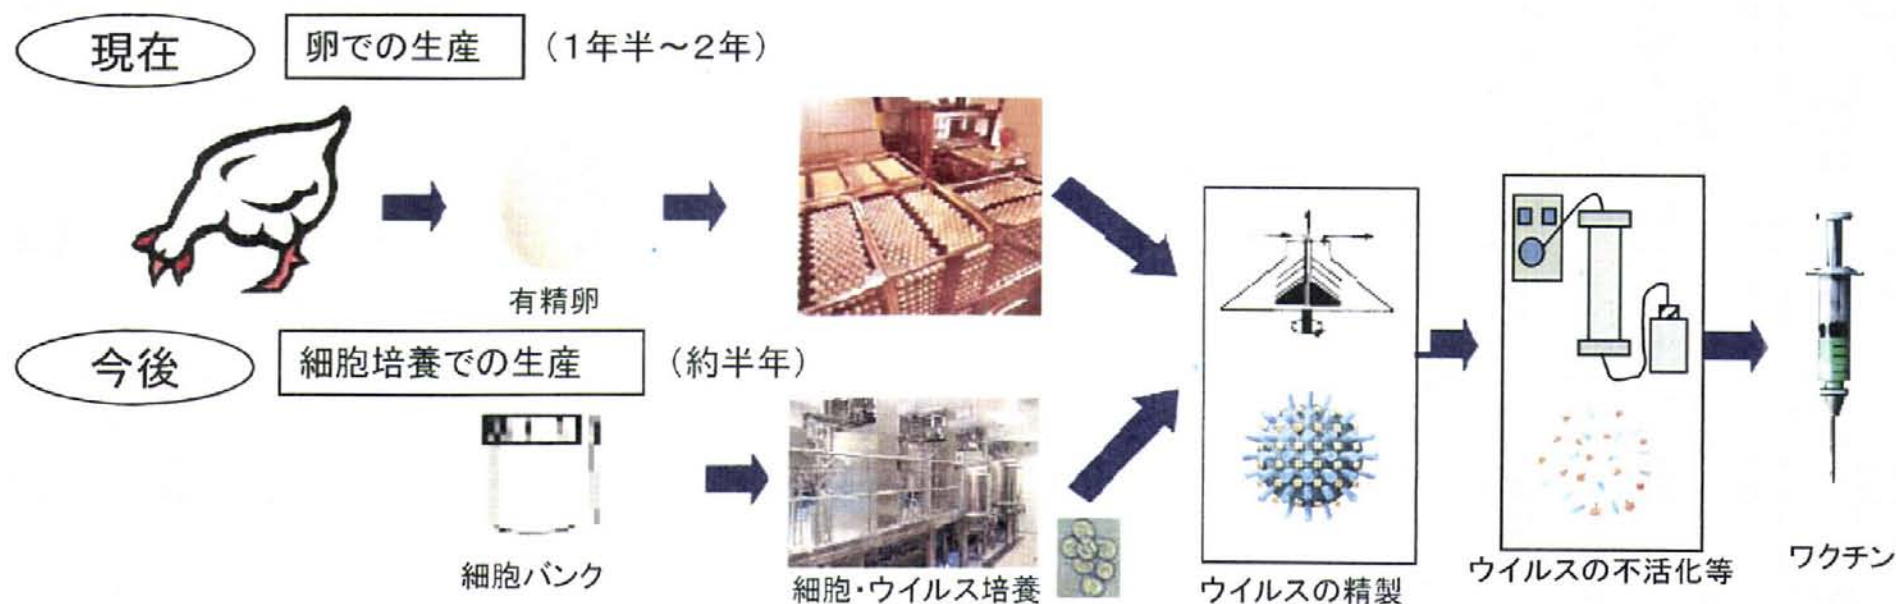 現在 卵での生産 (1年半~2年)
有精卵
今後 細胞培養での生産 (約半年)
細胞バンク
細胞・ウイルス培養
ウイルスの精製
ウイルスの不活化等
ワクチン